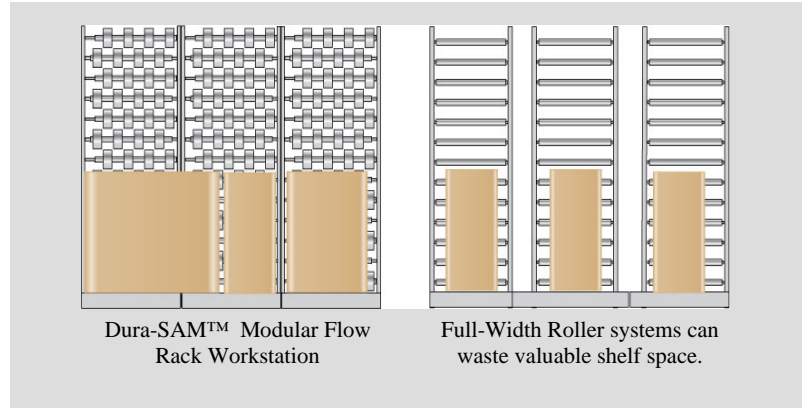 Dura-SAM™ Modular Flow
Rack Workstation
Full-Width Roller systems can
waste valuable shelf space.